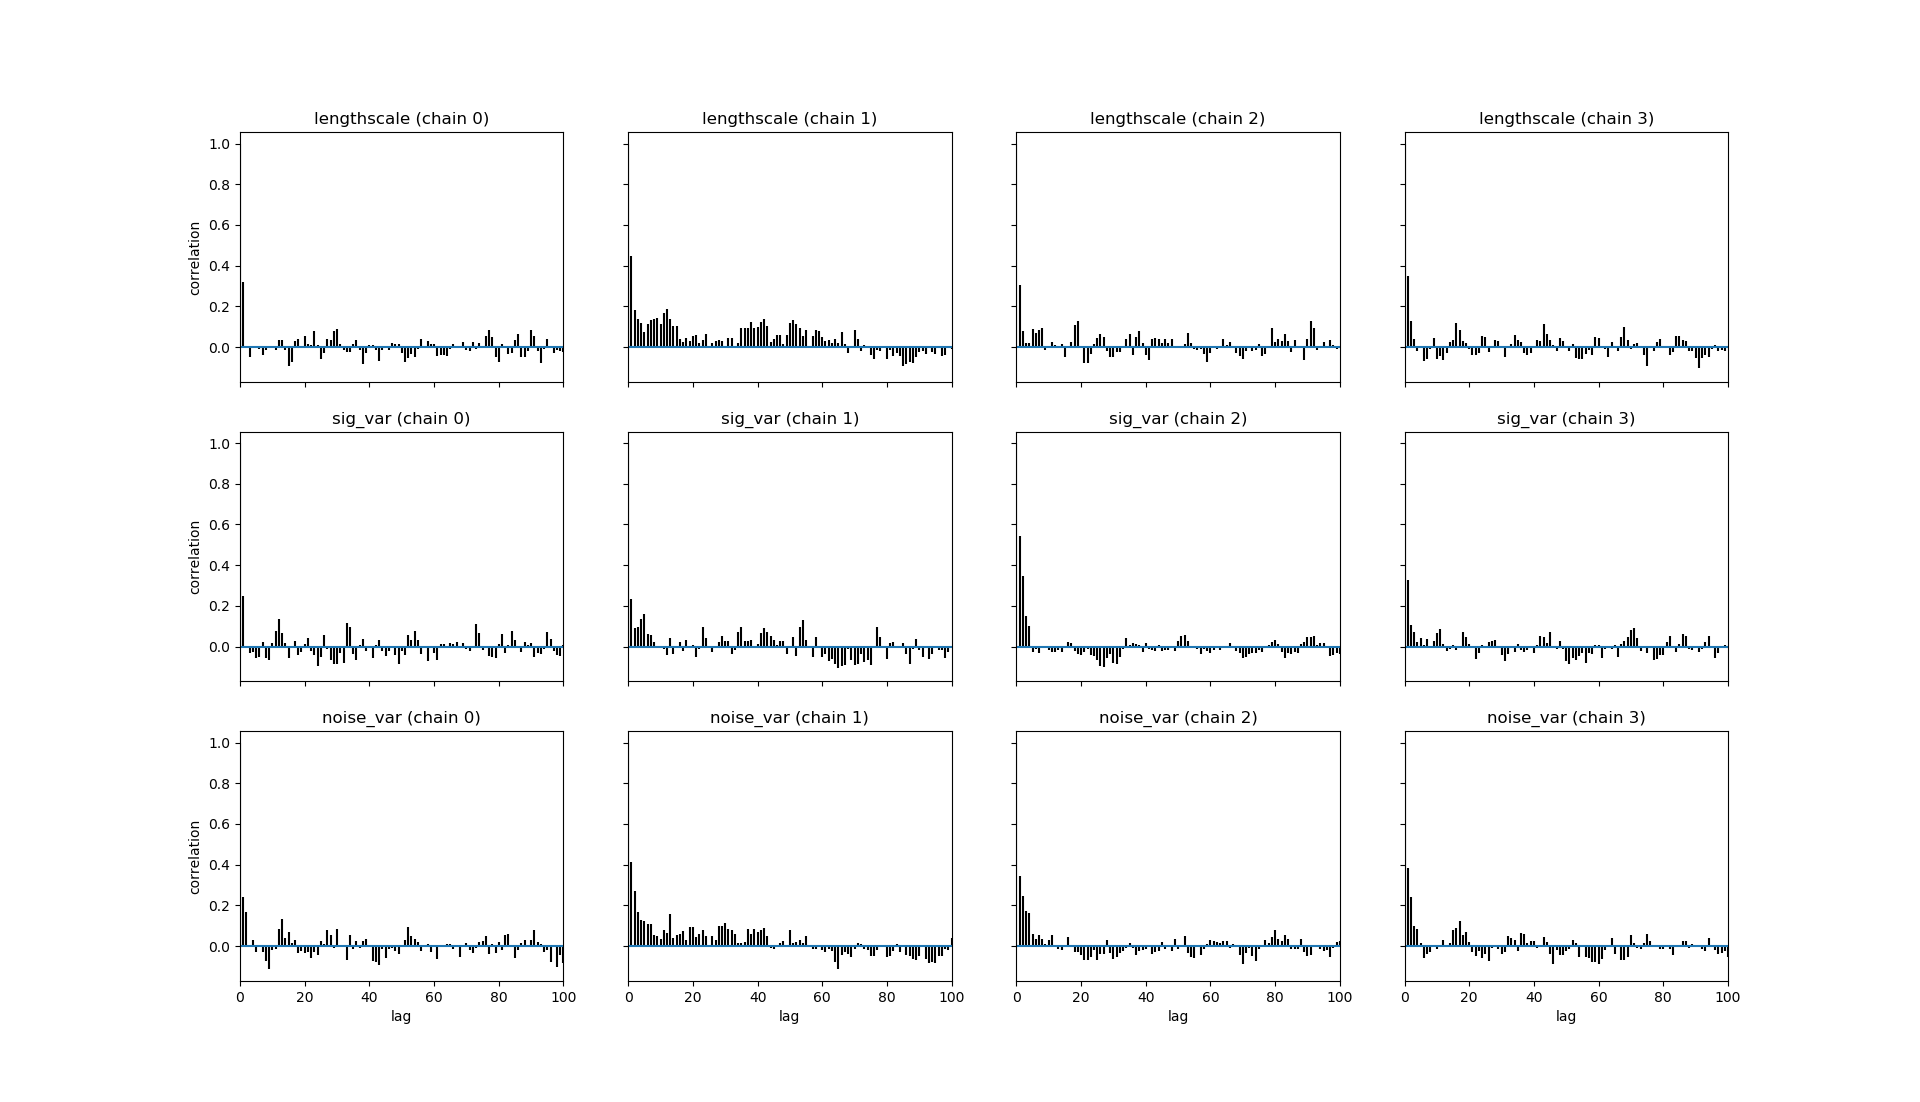 lengthscale (chain 0)
lengthscale (chain 1)
lengthscale (chain 2)
lengthscale (chain 3)
1.0
0.8
0.6
0.4
0.2
0.0
correlation
sig_var (chain 0)
sig_var (chain 1)
sig_var (chain 2)
sig_var (chain 3)
1.0
0.8
0.6
0.4
0.2
0.0
correlation
noise_var (chain 0)
noise_var (chain 1)
noise_var (chain 2)
noise_var (chain 3)
1.0
0.8
0.6
0.4
0.2
0.0
correlation
0 20 40 60 80 100
0 20 40 60 80 100
0 20 40 60 80 100
0 20 40 60 80 100
lag
lag
lag
lag